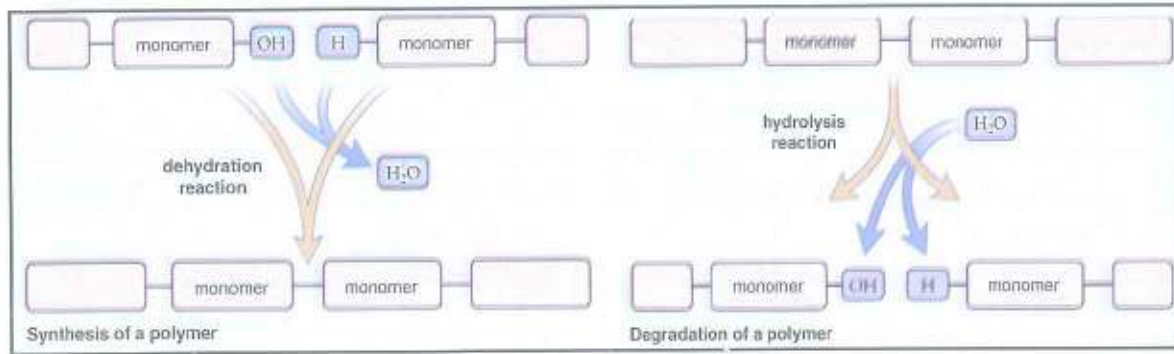 monomer OH H monomer
dehydration
reaction
H₂O
monomer monomer
Synthesis of a polymer
monomer monomer
hydrolysis
reaction
H₂O
monomer OH H monomer
Degradation of a polymer